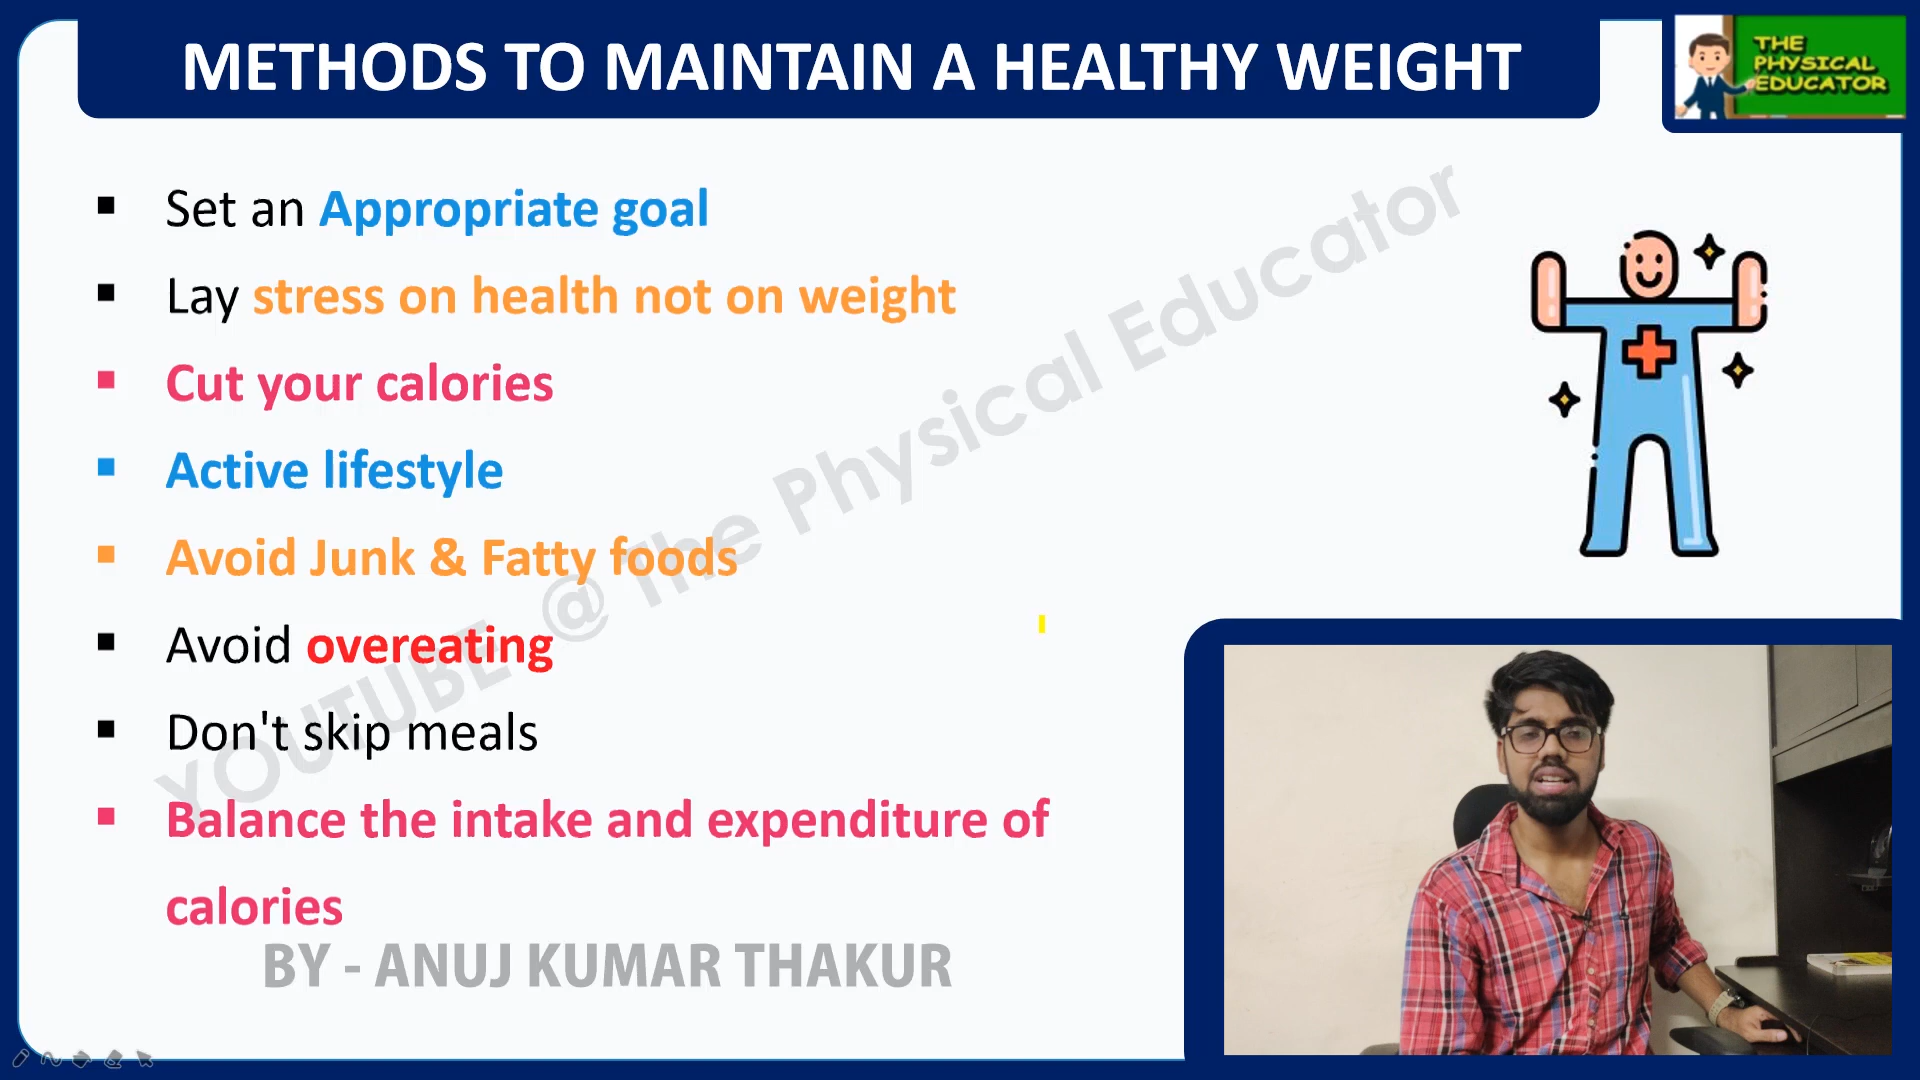 METHODS TO MAINTAIN A HEALTHY WEIGHT
THE
PHYSICAL
EDUCATOR
Set an Appropriate goal
Lay stress on health not on weight
Cut your calories
Active lifestyle
Avoid Junk & Fatty foods
Avoid overeating
Don't skip meals
Balance the intake and expenditure of
calories
YOUTUBE @ The Physical Educator
BY - ANUJ KUMAR THAKUR